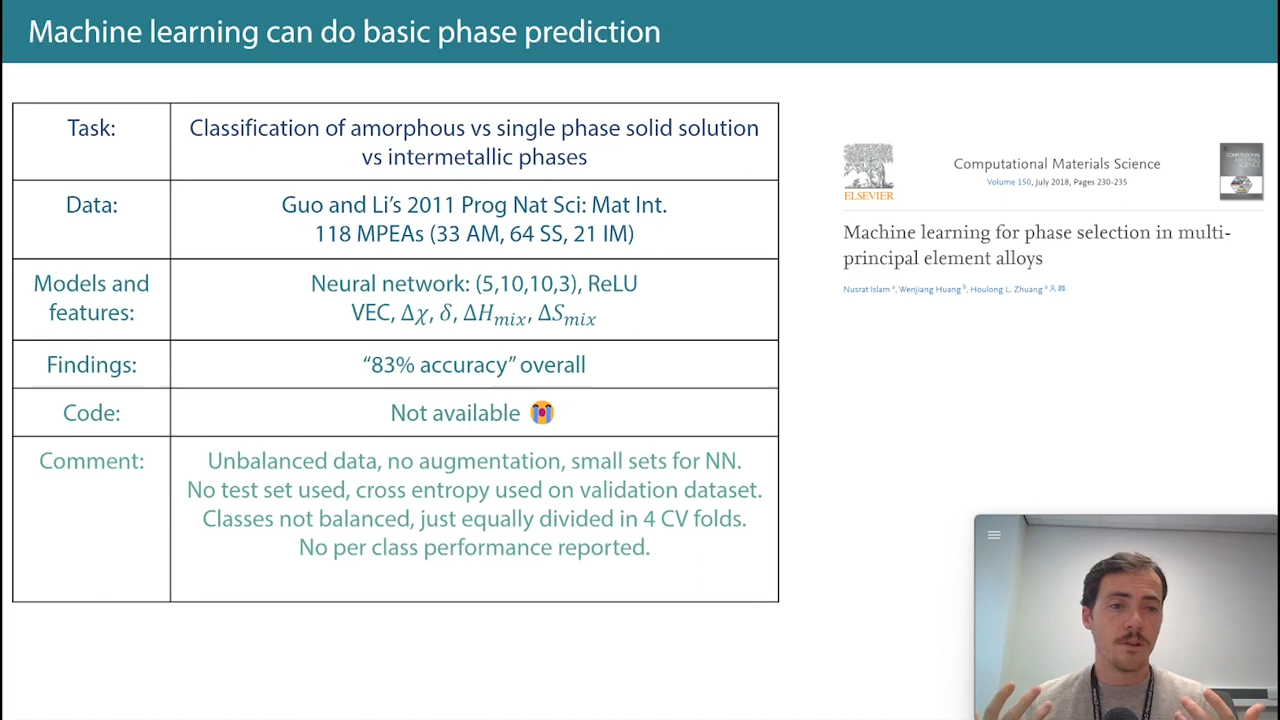 Machine learning can do basic phase prediction
Task:
Classification of amorphous vs single phase solid solution
vs intermetallic phases
Data:
Guo and Li’s 2011 Prog Nat Sci: Mat Int.
118 MPEAs (33 AM, 64 SS, 21 IM)
Models and
features:
Neural network: (5,10,10,3), ReLU
VEC, Δχ, δ, ΔHmix, ΔSmix
Findings:
“83% accuracy” overall
Code:
Not available 😭
Comment:
Unbalanced data, no augmentation, small sets for NN.
No test set used, cross entropy used on validation dataset.
Classes not balanced, just equally divided in 4 CV folds.
No per class performance reported.
ELSEVIER
Computational Materials Science
Volume 150, July 2018, Pages 230-235
Machine learning for phase selection in multi-
principal element alloys
Nusrat Islam a, Wenjiang Huang b, Houlong L. Zhuang a